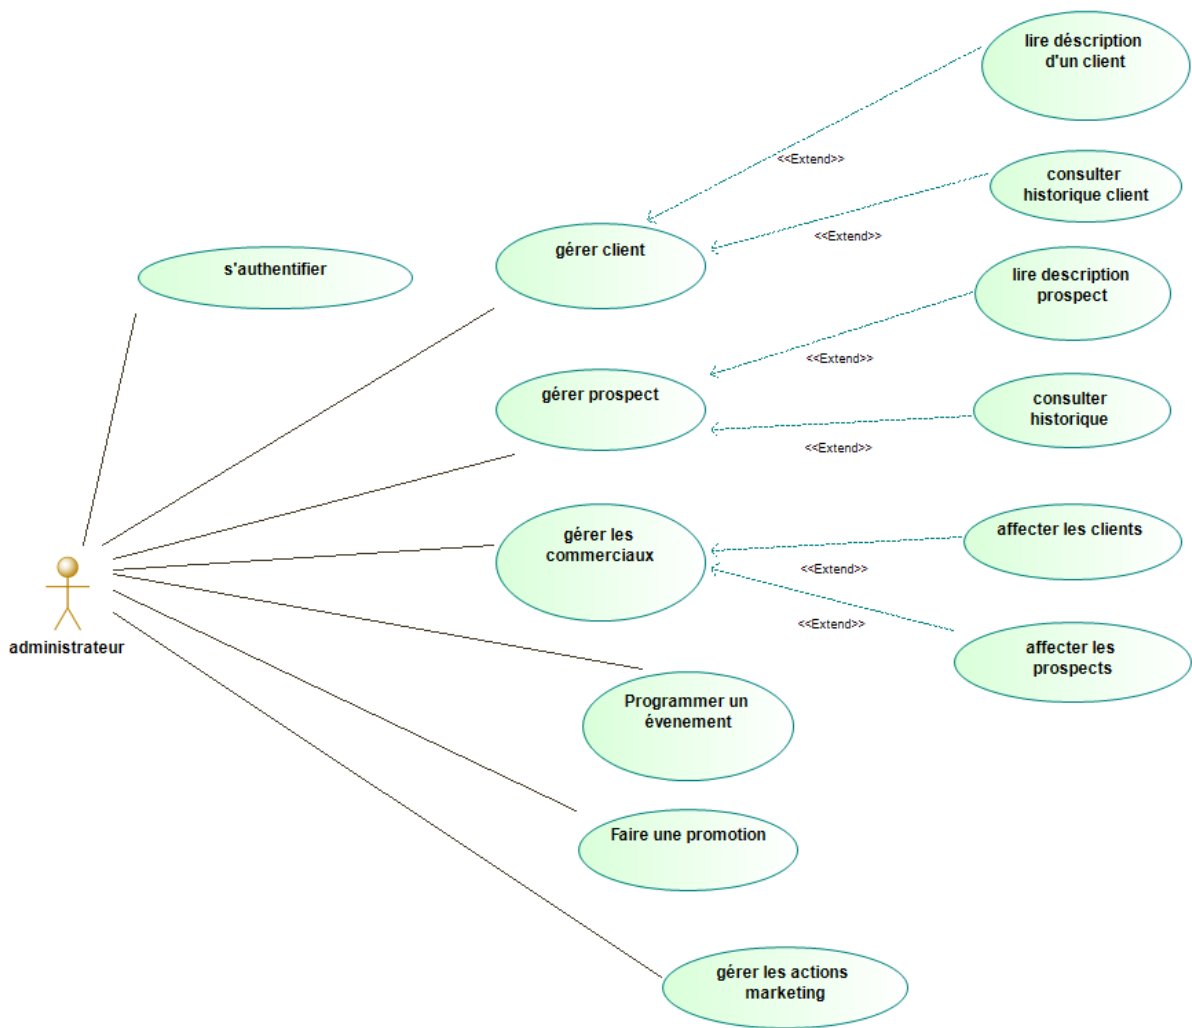 lire déscription
d'un client
<<Extend>>
consulter
historique client
<<Extend>>
gérer client
s'authentifier
lire description
prospect
<<Extend>>
gérer prospect
consulter
historique
<<Extend>>
gérer les
commerciaux
affecter les clients
<<Extend>>
<<Extend>>
affecter les
prospects
administrateur
Programmer un
évenement
Faire une promotion
gérer les actions
marketing